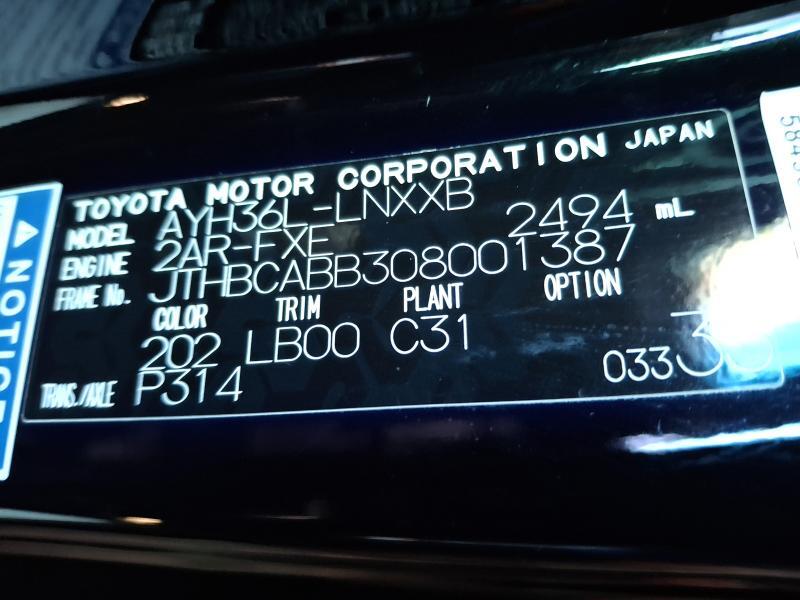 TOYOTA MOTOR CORPORATION JAPAN
MODEL AYH36L-LNXXB
ENGINE 2AR-FXE 2494 mL
FRAME No. JTHBCABB308001387
COLOR TRIM PLANT OPTION
202 LB00 C31
TRANS./AXLE P314 033
NOTICE